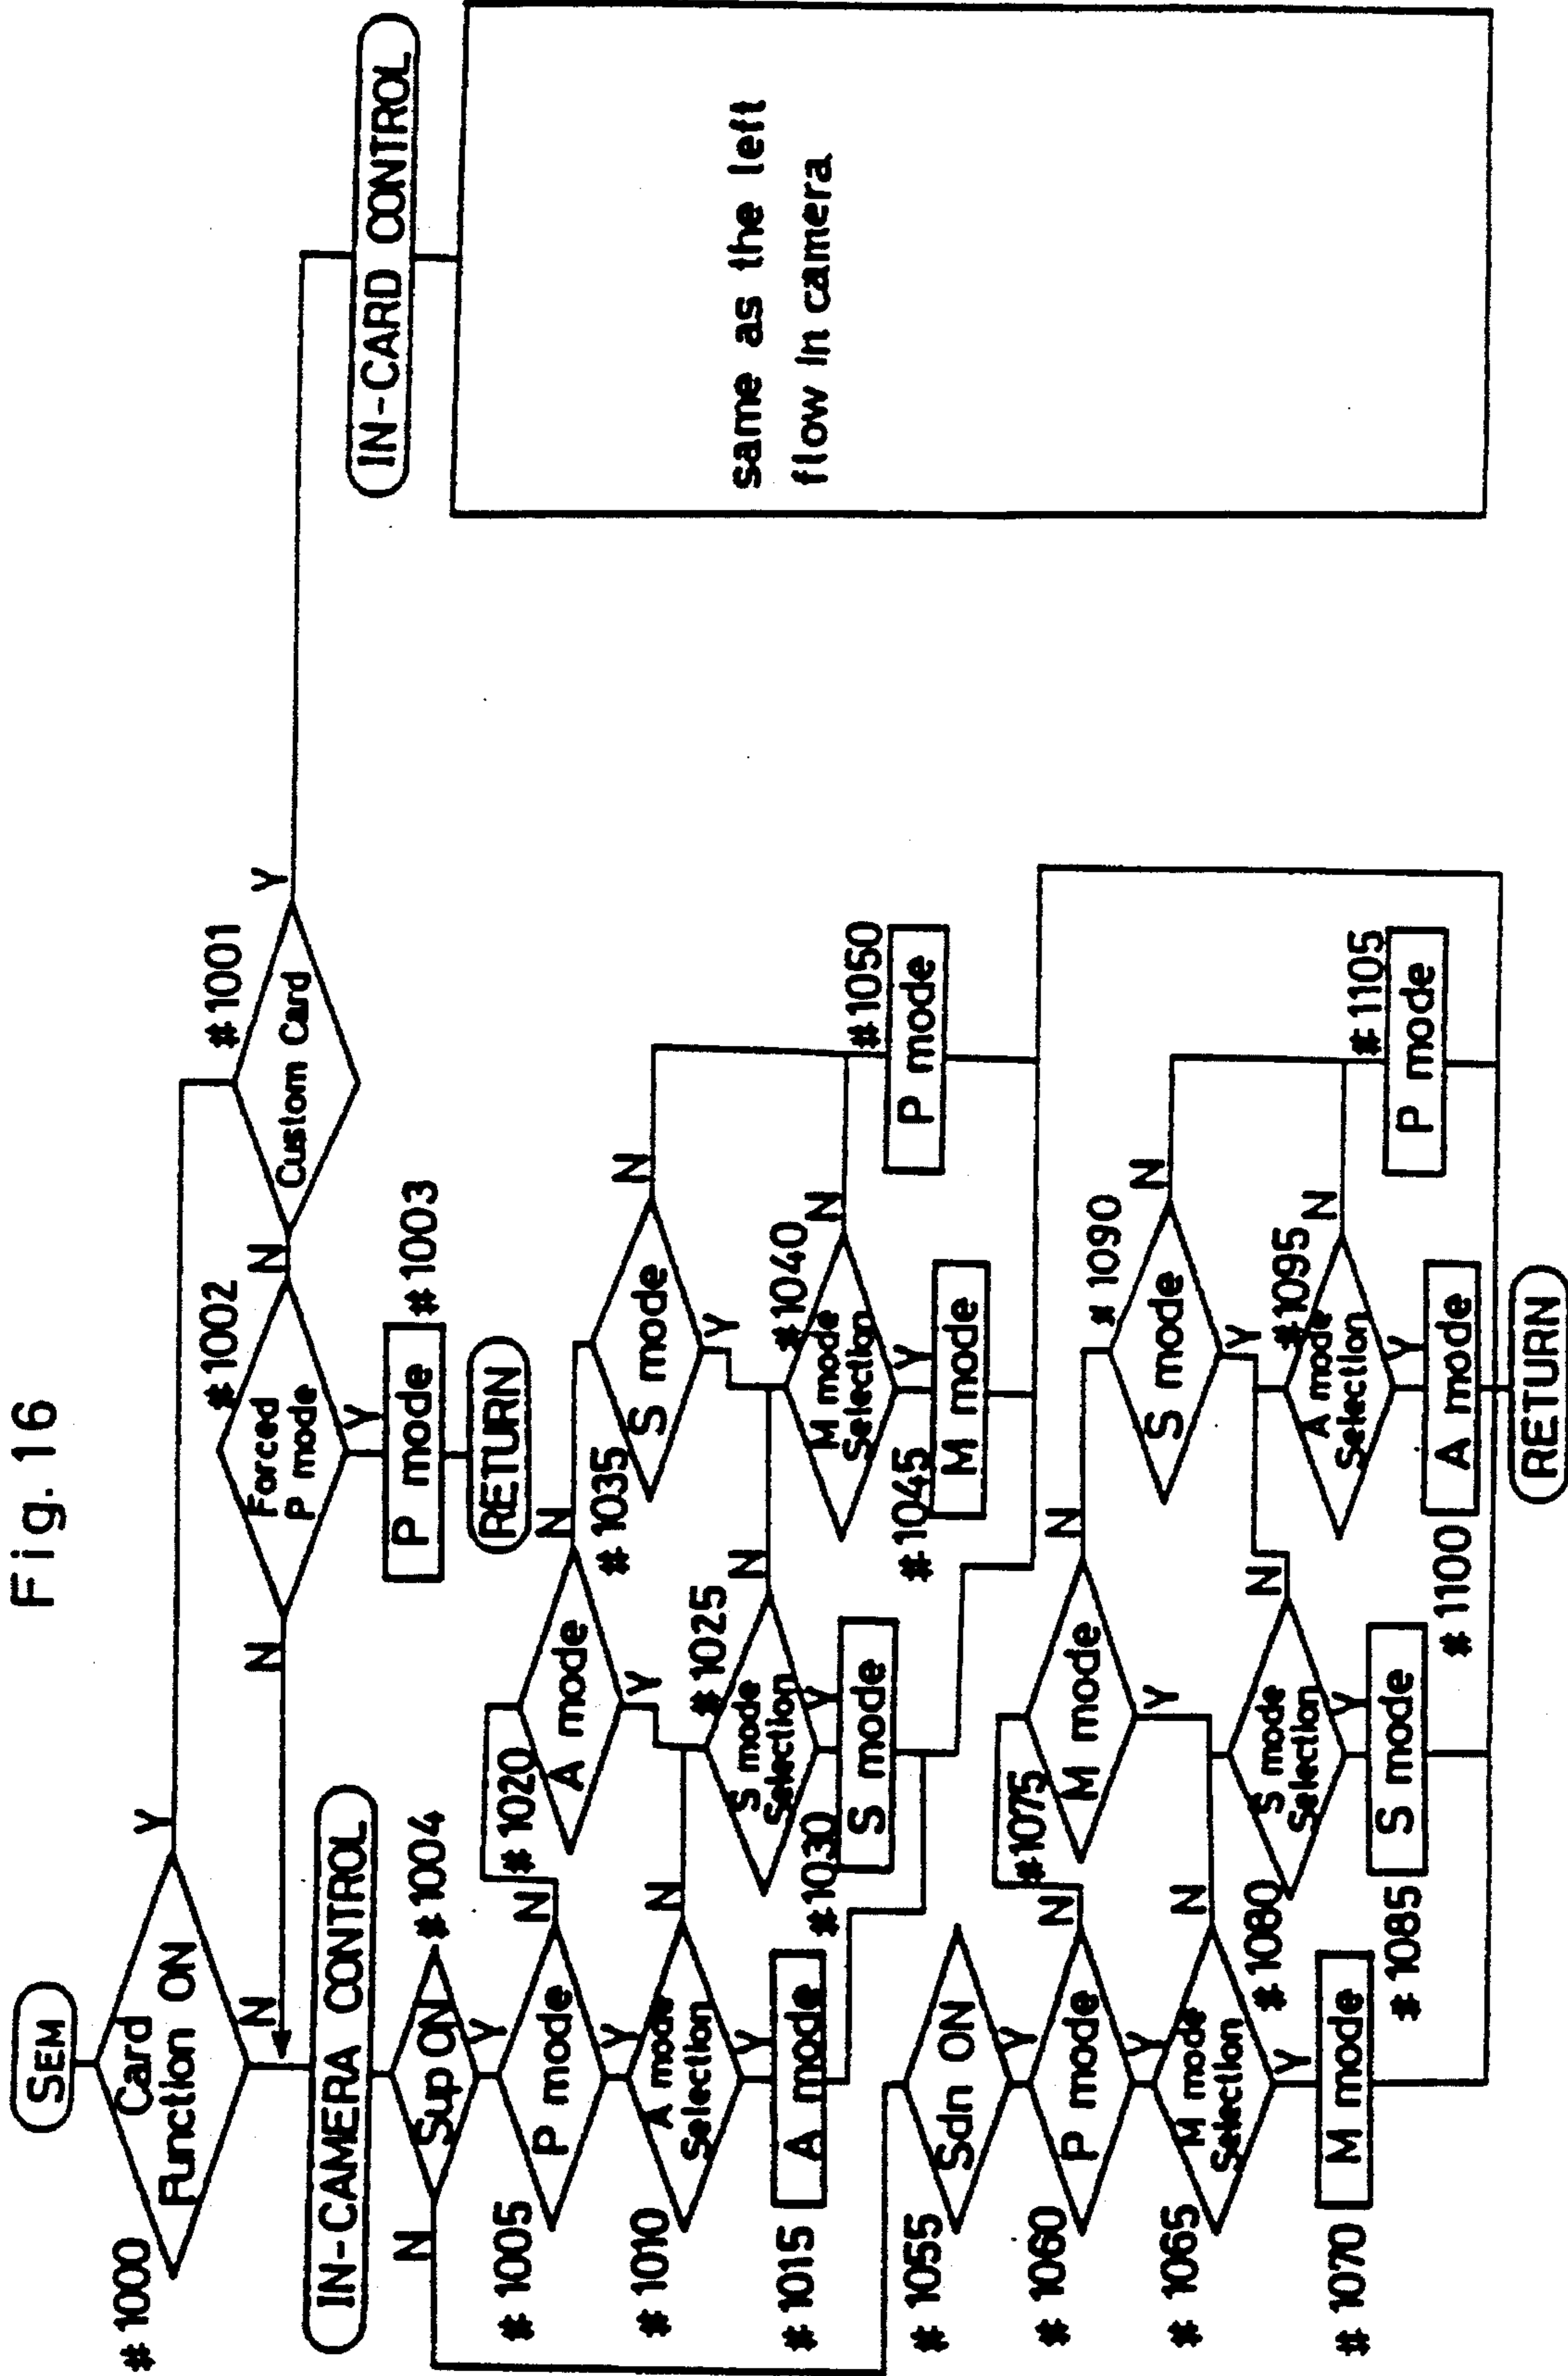 Fig. 16
SEM
# 1000
Card
Function ON
Y
N
# 1001
Custom Card
Y
N
# 1002
Forced
P mode
N
Y
P mode
# 1003
RETURN
IN-CAMERA CONTROL
IN-CARD CONTROL
same as the left
flow in camera
# 1004
Sup ON
N
Y
# 1005
P mode
N
Y
# 1020
A mode
N
Y
# 1035
S mode
N
Y
# 1010
A mode
Selection
N
Y
# 1025
S mode
Selection
N
Y
# 1040
M mode
Selection
N
Y
# 1015
A mode
# 1030
S mode
# 1045
M mode
# 1050
P mode
# 1055
Sdn ON
Y
# 1060
P mode
N
Y
# 1075
M mode
N
Y
# 1090
S mode
N
Y
# 1065
M mode
Selection
N
Y
# 1080
S mode
Selection
N
Y
# 1095
A mode
Selection
N
Y
# 1070
M mode
# 1085
S mode
# 1100
A mode
# 1105
P mode
RETURN